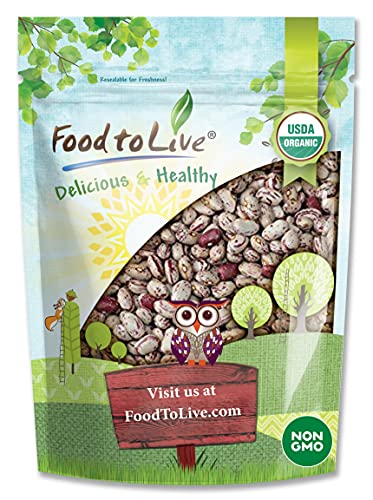 Resealable for Freshness!
Food to Live®
Delicious & Healthy
USDA
ORGANIC
Visit us at
FoodToLive.com
NON
GMO